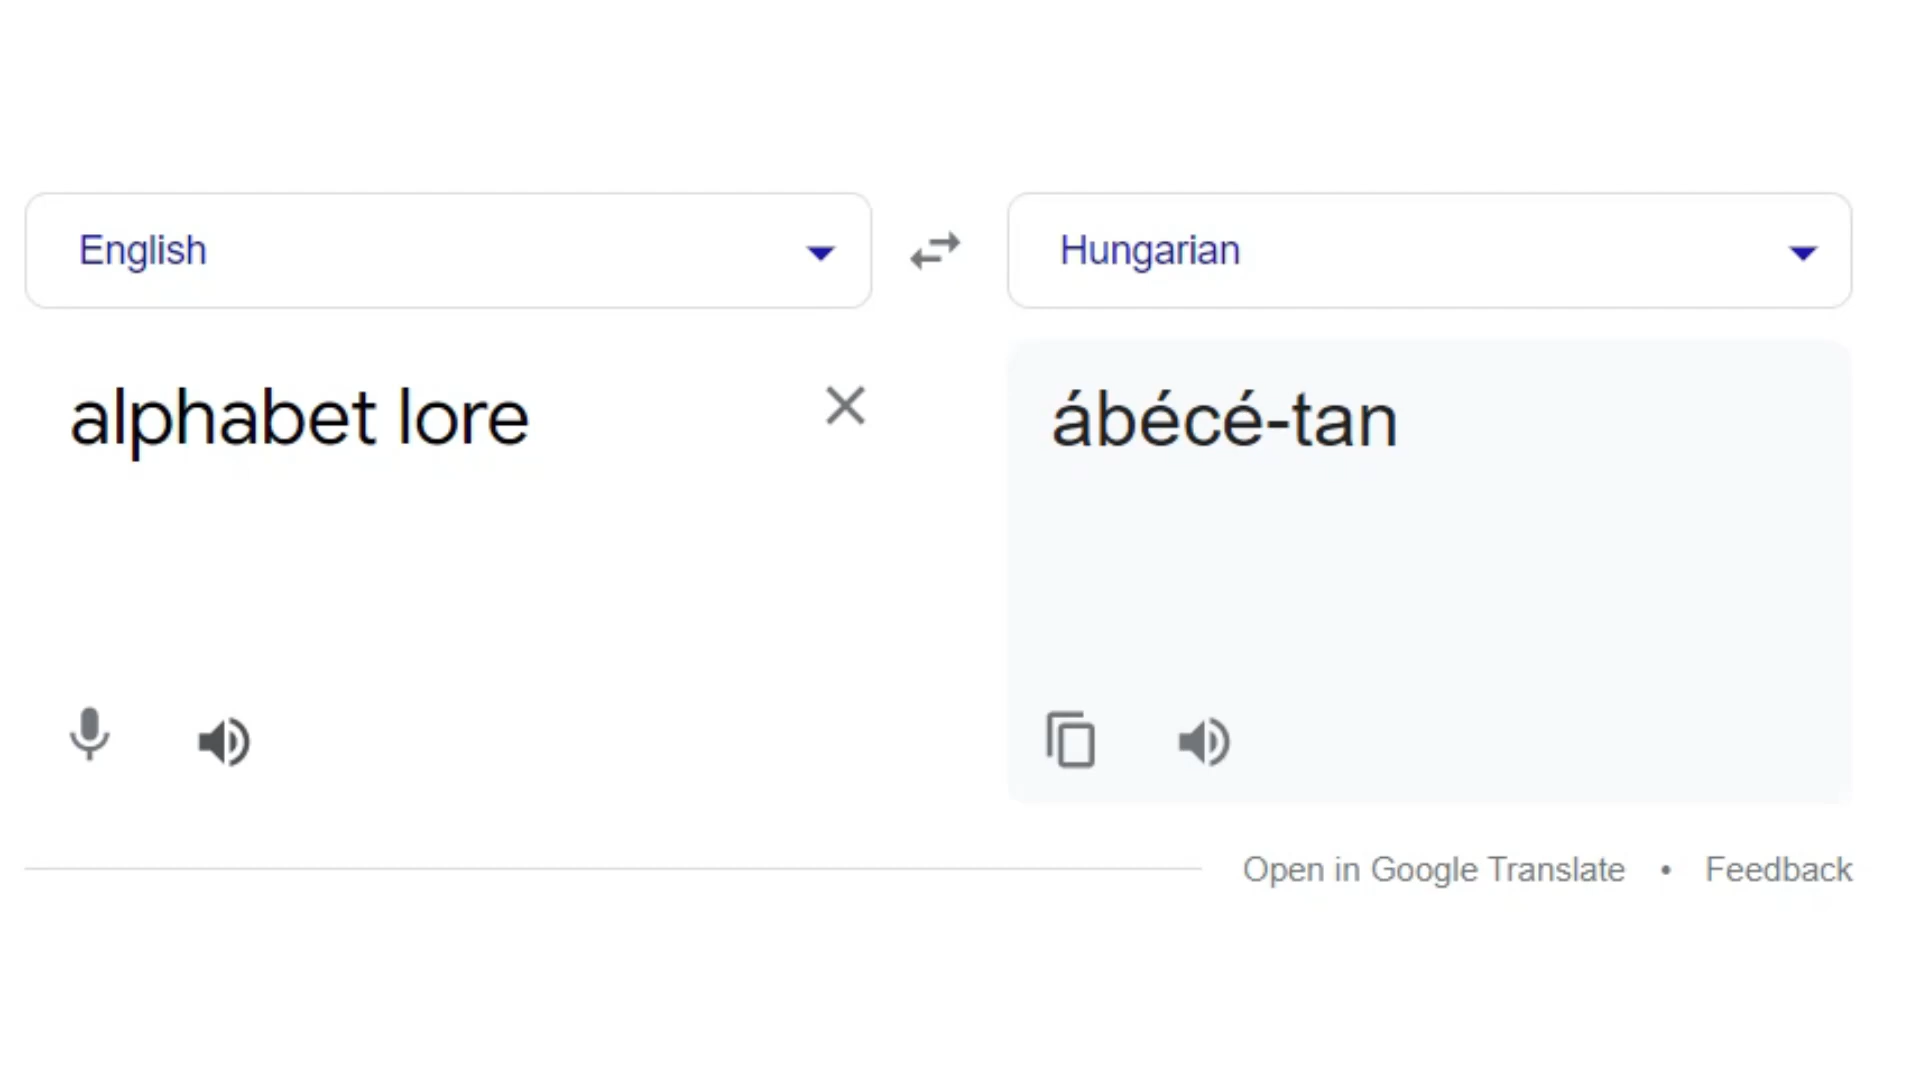 English
Hungarian
alphabet lore
ábécé-tan
Open in Google Translate • Feedback